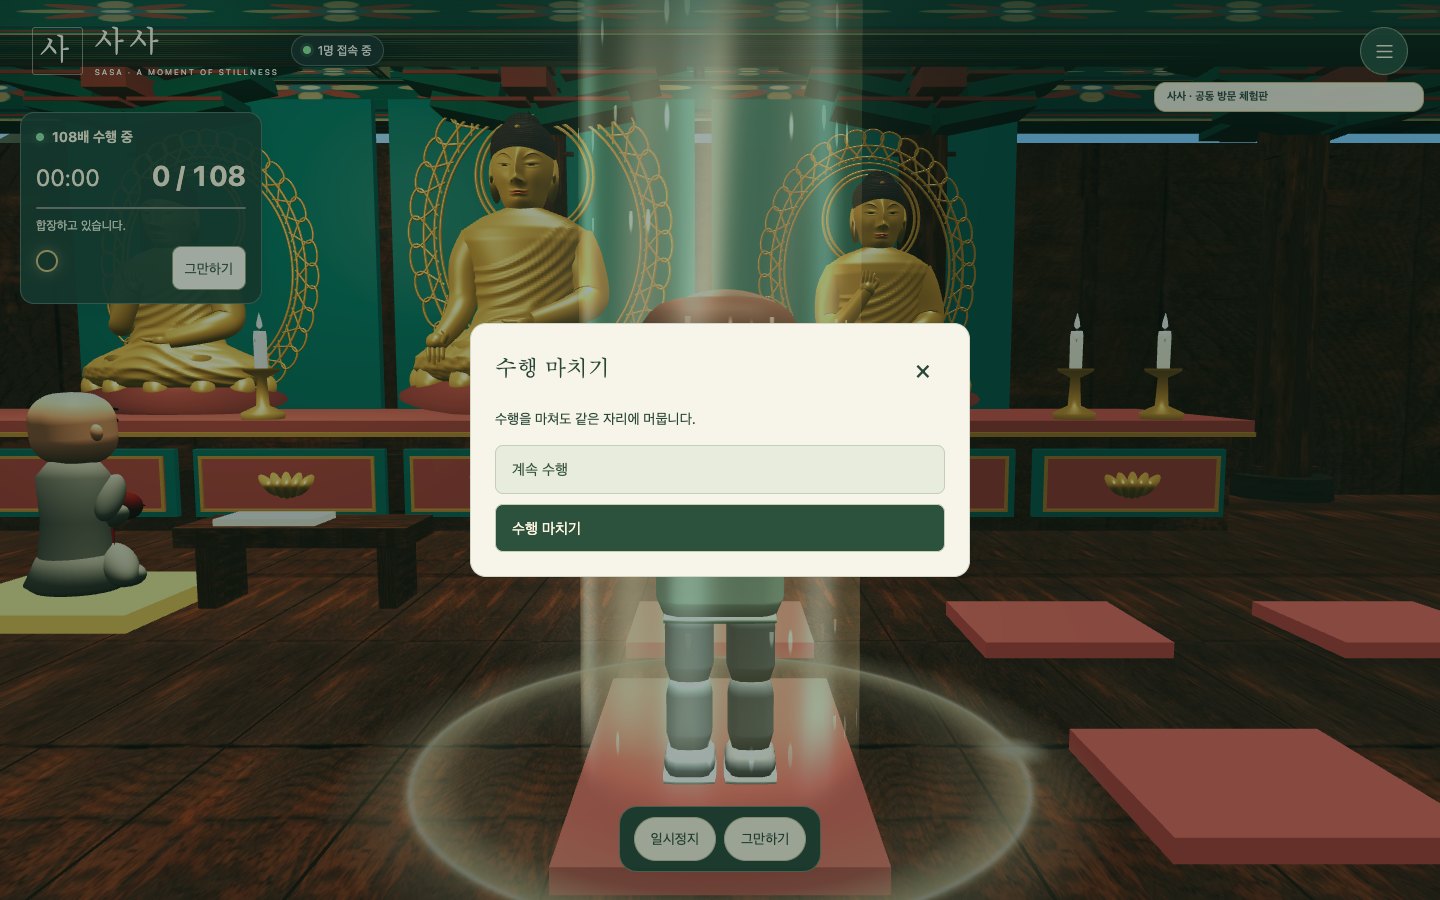 사
사사
SASA · A MOMENT OF STILLNESS
1명 접속 중
사사 · 공동 방문 체험판
108배 수행 중
00:00
0 / 108
합장하고 있습니다.
그만하기
수행 마치기
×
수행을 마쳐도 같은 자리에 머뭅니다.
계속 수행
수행 마치기
일시정지
그만하기